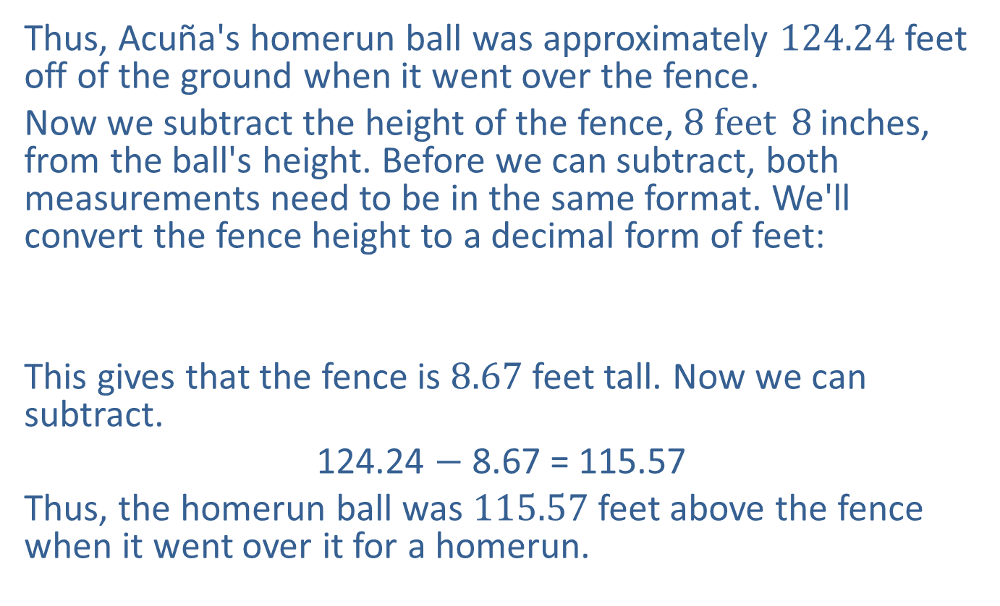 Thus, Acuña's homerun ball was approximately 124.24 feet
off of the ground when it went over the fence.
Now we subtract the height of the fence, 8 feet 8 inches,
from the ball's height. Before we can subtract, both
measurements need to be in the same format. We'll
convert the fence height to a decimal form of feet:
This gives that the fence is 8.67 feet tall. Now we can
subtract.
124.24 − 8.67 = 115.57
Thus, the homerun ball was 115.57 feet above the fence
when it went over it for a homerun.